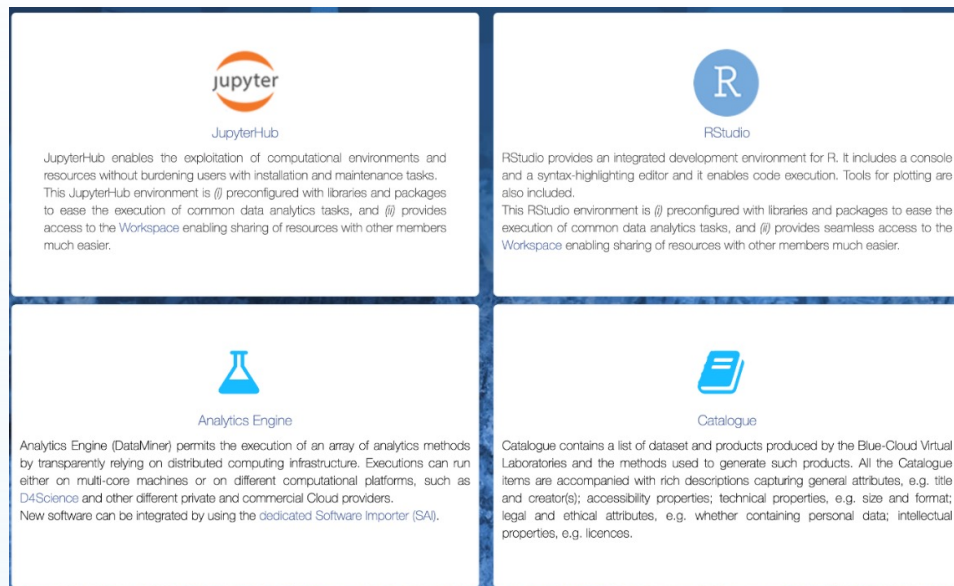 jupyter
JupyterHub
JupyterHub enables the exploitation of computational environments and
resources without burdening users with installation and maintenance tasks.
This JupyterHub environment is (i) preconfigured with libraries and packages
to ease the execution of common data analytics tasks, and (ii) provides
access to the Workspace enabling sharing of resources with other members
much easier.
R
RStudio
RStudio provides an integrated development environment for R. It includes a console
and a syntax-highlighting editor and it enables code execution. Tools for plotting are
also included.
This RStudio environment is (i) preconfigured with libraries and packages to ease the
execution of common data analytics tasks, and (ii) provides seamless access to the
Workspace enabling sharing of resources with other members much easier.
Analytics Engine
Analytics Engine (DataMiner) permits the execution of an array of analytics methods
by transparently relying on distributed computing infrastructure. Executions can run
either on multi-core machines or on different computational platforms, such as
D4Science and other different private and commercial Cloud providers.
New software can be integrated by using the dedicated Software Importer (SAI).
Catalogue
Catalogue contains a list of dataset and products produced by the Blue-Cloud Virtual
Laboratories and the methods used to generate such products. All the Catalogue
items are accompanied with rich descriptions capturing general attributes, e.g. title
and creator(s); accessibility properties; technical properties, e.g. size and format;
legal and ethical attributes, e.g. whether containing personal data; intellectual
properties, e.g. licences.